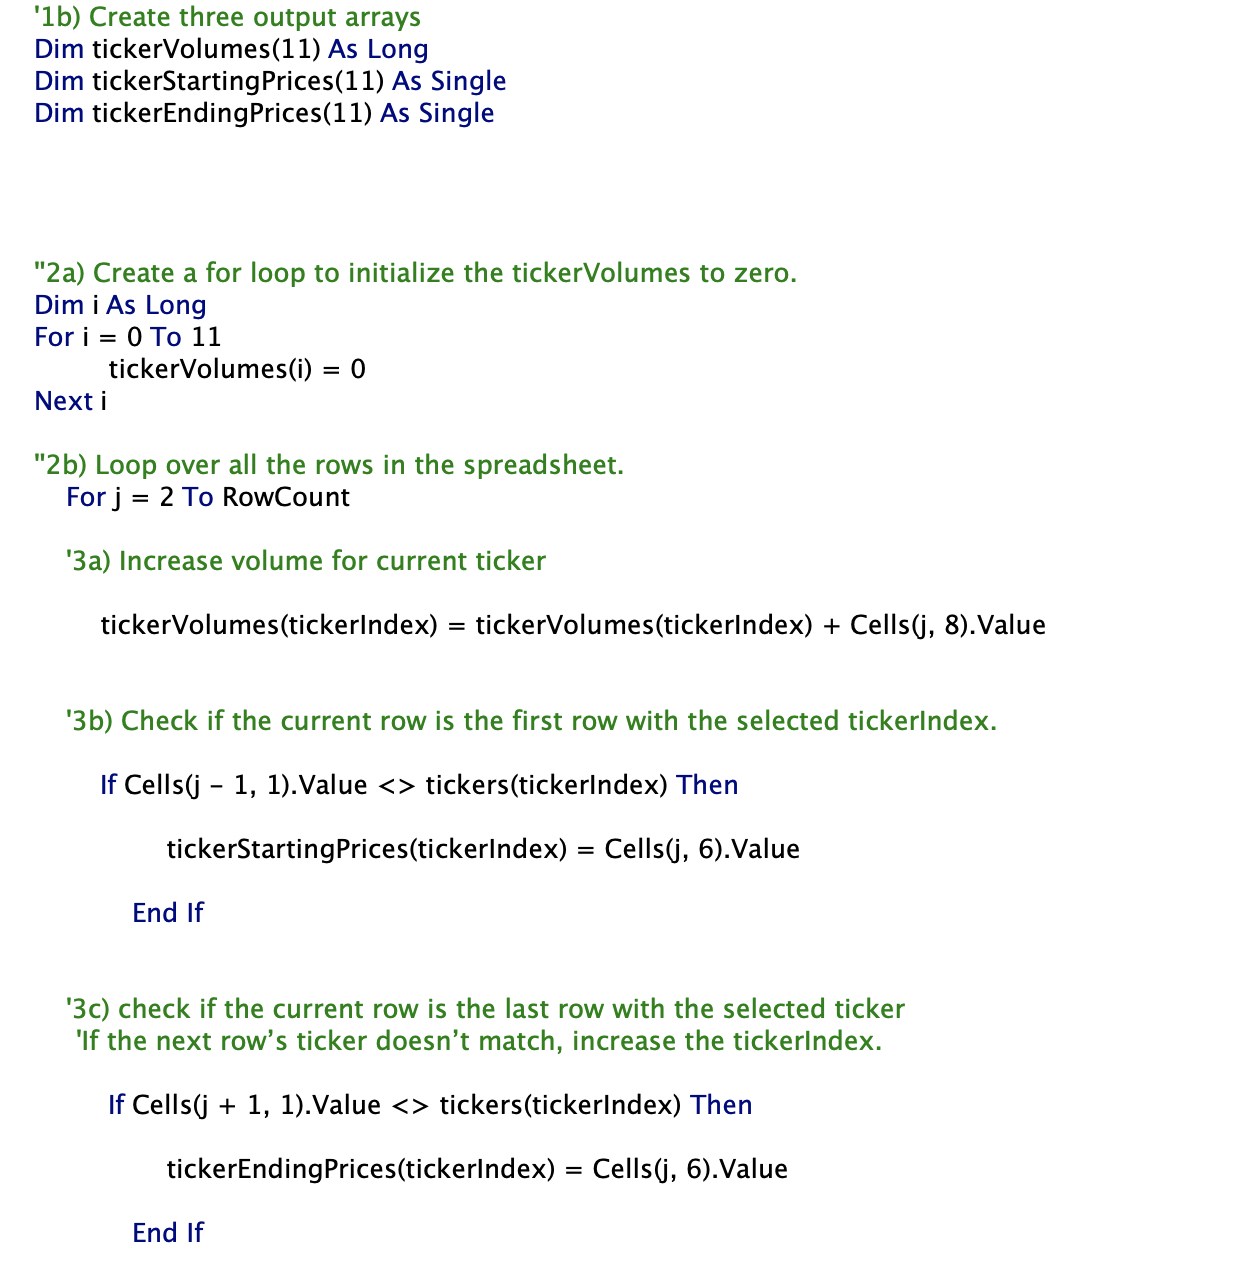 '1b) Create three output arrays
Dim tickerVolumes(11) As Long
Dim tickerStartingPrices(11) As Single
Dim tickerEndingPrices(11) As Single
''2a) Create a for loop to initialize the tickerVolumes to zero.
Dim i As Long
For i = 0 To 11
tickerVolumes(i) = 0
Next i
''2b) Loop over all the rows in the spreadsheet.
For j = 2 To RowCount
'3a) Increase volume for current ticker
tickerVolumes(tickerIndex) = tickerVolumes(tickerIndex) + Cells(j, 8).Value
'3b) Check if the current row is the first row with the selected tickerIndex.
If Cells(j - 1, 1).Value <> tickers(tickerIndex) Then
tickerStartingPrices(tickerIndex) = Cells(j, 6).Value
End If
'3c) check if the current row is the last row with the selected ticker
'If the next row’s ticker doesn’t match, increase the tickerIndex.
If Cells(j + 1, 1).Value <> tickers(tickerIndex) Then
tickerEndingPrices(tickerIndex) = Cells(j, 6).Value
End If